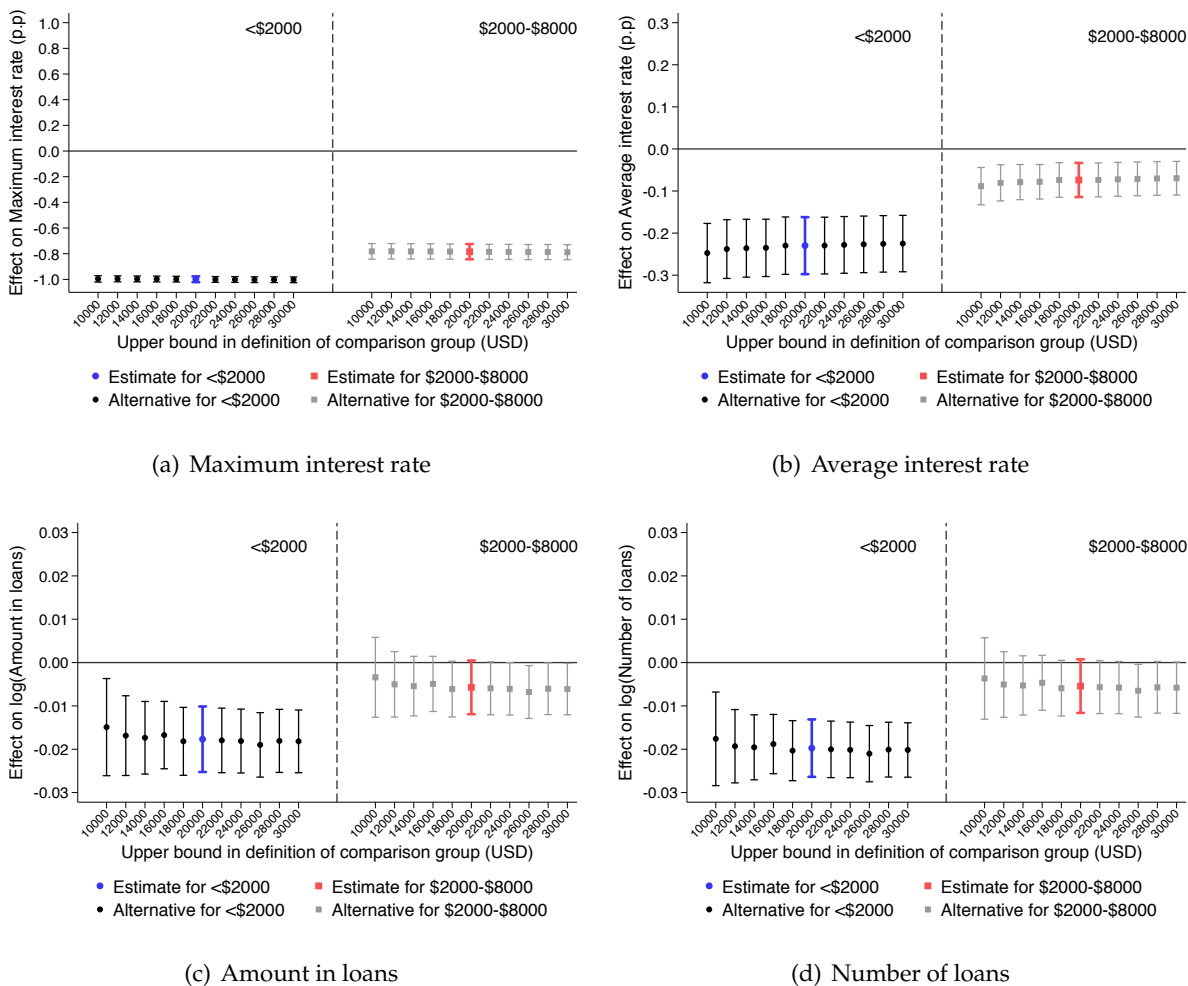 Effect on Maximum interest rate (p.p)
1.0
0.8
0.6
0.4
0.2
0.0
-0.2
-0.4
-0.6
-0.8
-1.0
<$2000
$2000-$8000
10000 12000 14000 16000 18000 20000 22000 24000 26000 28000 30000
10000 12000 14000 16000 18000 20000 22000 24000 26000 28000 30000
Upper bound in definition of comparison group (USD)
Estimate for <$2000
Estimate for $2000-$8000
Alternative for <$2000
Alternative for $2000-$8000
(a) Maximum interest rate
Effect on Average interest rate (p.p)
0.3
0.2
0.1
0.0
-0.1
-0.2
-0.3
<$2000
$2000-$8000
10000 12000 14000 16000 18000 20000 22000 24000 26000 28000 30000
10000 12000 14000 16000 18000 20000 22000 24000 26000 28000 30000
Upper bound in definition of comparison group (USD)
Estimate for <$2000
Estimate for $2000-$8000
Alternative for <$2000
Alternative for $2000-$8000
(b) Average interest rate
Effect on log(Amount in loans)
0.03
0.02
0.01
0.00
-0.01
-0.02
-0.03
<$2000
$2000-$8000
10000 12000 14000 16000 18000 20000 22000 24000 26000 28000 30000
10000 12000 14000 16000 18000 20000 22000 24000 26000 28000 30000
Upper bound in definition of comparison group (USD)
Estimate for <$2000
Estimate for $2000-$8000
Alternative for <$2000
Alternative for $2000-$8000
(c) Amount in loans
Effect on log(Number of loans)
0.03
0.02
0.01
0.00
-0.01
-0.02
-0.03
<$2000
$2000-$8000
10000 12000 14000 16000 18000 20000 22000 24000 26000 28000 30000
10000 12000 14000 16000 18000 20000 22000 24000 26000 28000 30000
Upper bound in definition of comparison group (USD)
Estimate for <$2000
Estimate for $2000-$8000
Alternative for <$2000
Alternative for $2000-$8000
(d) Number of loans